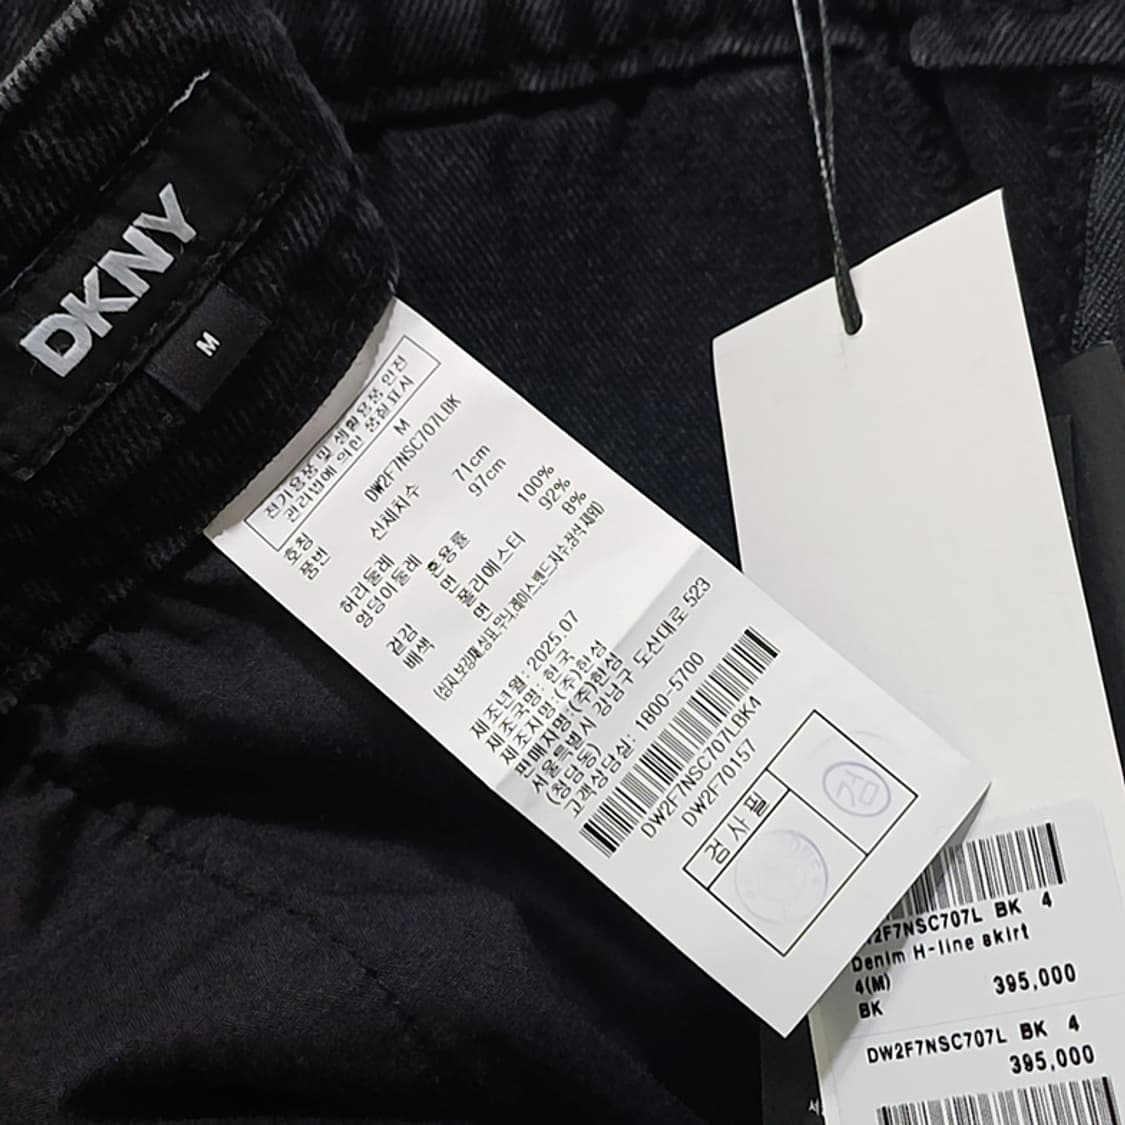 DKNY
M
전기용품 및 생활용품 안전
관리법에 의한 품질표시
호칭 M
품번 DW2F7NSC707LBK
신체치수
허리둘레 71cm
엉덩이둘레 97cm
혼용률
겉감 면 100%
배색 폴리에스터 92%
면 8%
제조년월: 2025.07
제조국명: 한국
제조자명:(주)한섬
판매자명:(주)한섬
서울특별시 강남구 도산대로 523
(청담동)
고객상담실: 1800-5700
DW2F7NSC707LBK4
DW2F70157
검사필
검
W2F7NSC707L BK 4
Denim H-line skirt
4(M) 395,000
BK
DW2F7NSC707L BK 4
395,000